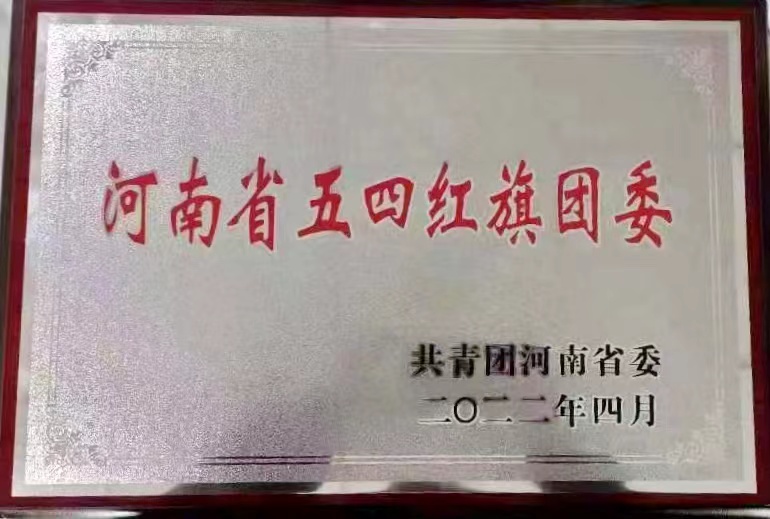 河南省五四红旗团委
共青团河南省委
二〇二二年四月